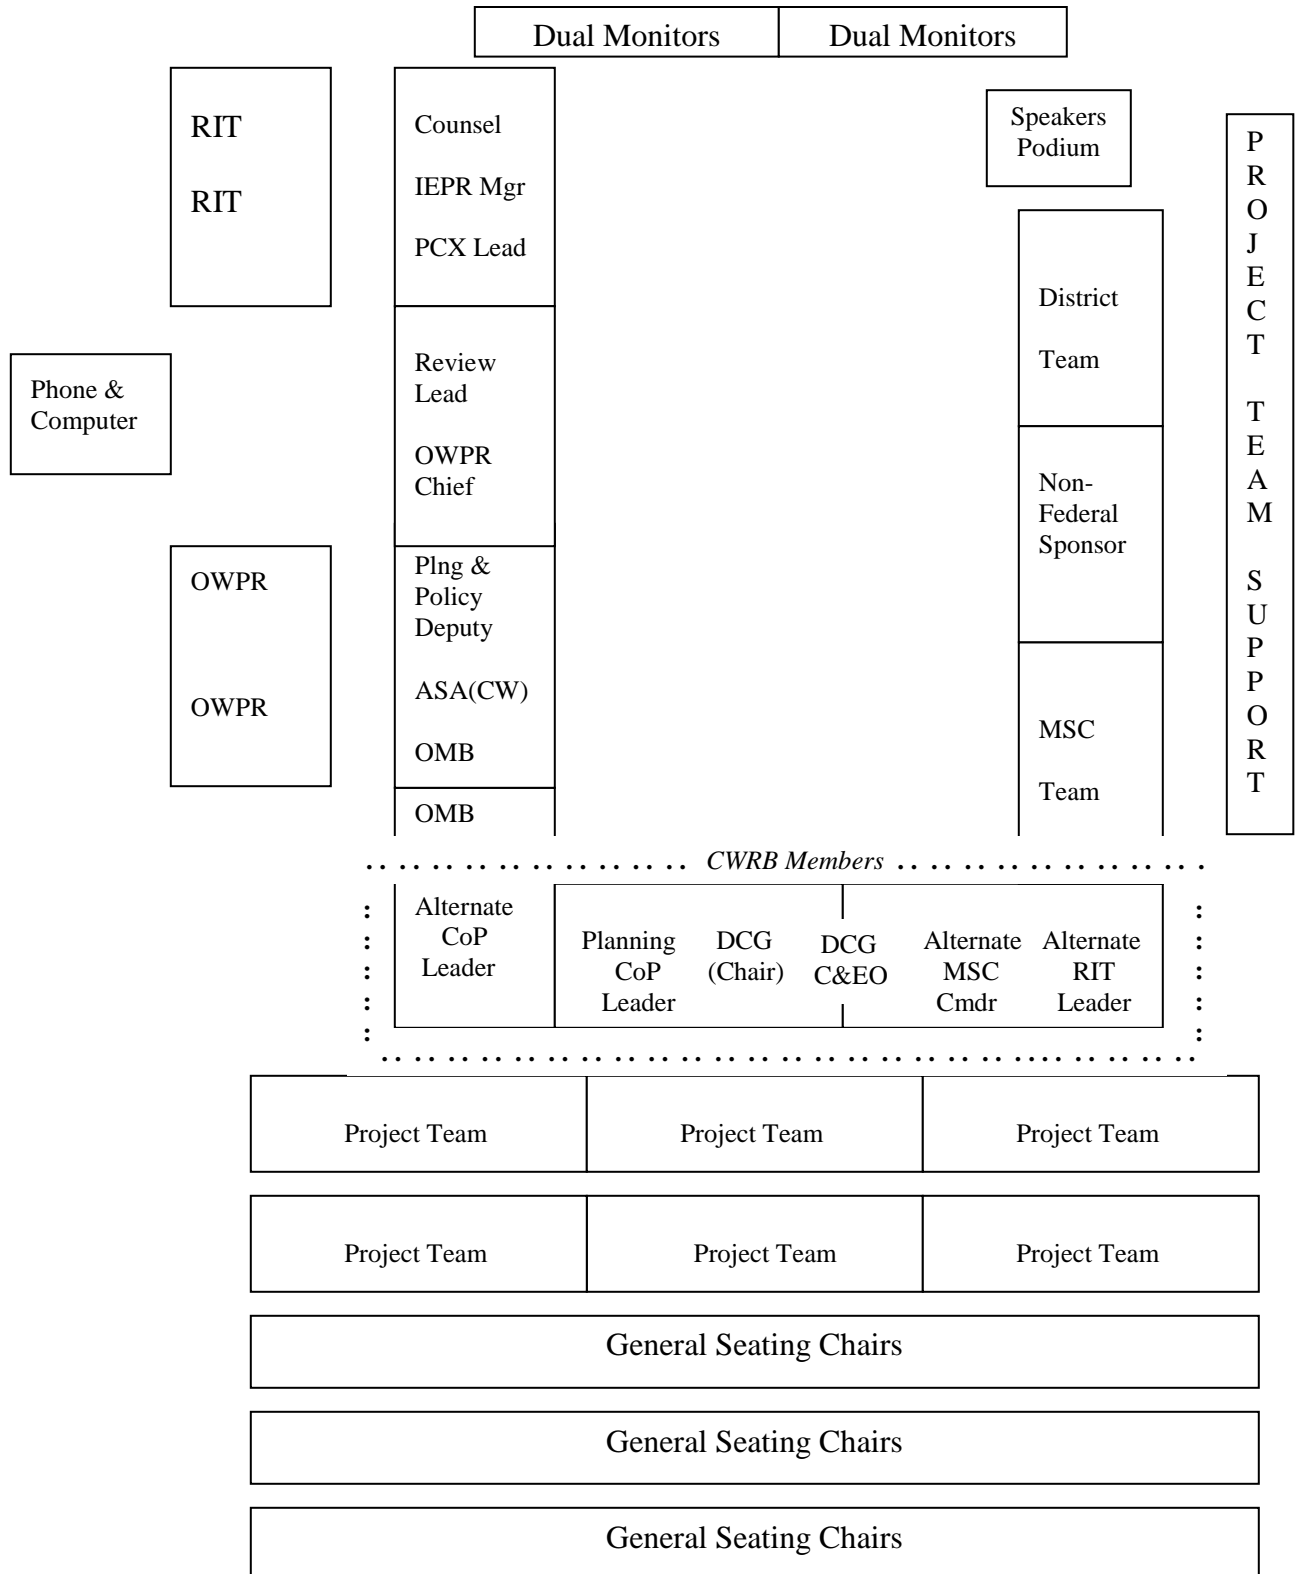 Dual Monitors
Dual Monitors
RIT
RIT
Counsel
IEPR Mgr
PCX Lead
Speakers
Podium
PROJECT TEAM SUPPORT
District
Team
Phone &
Computer
Review
Lead
OWPR
Chief
Non-
Federal
Sponsor
OWPR
OWPR
Plng &
Policy
Deputy
ASA(CW)
OMB
OMB
MSC
Team
CWRB Members
Alternate
CoP
Leader
Planning
CoP
Leader
DCG
(Chair)
DCG
C&EO
Alternate
MSC
Cmdr
Alternate
RIT
Leader
Project Team
Project Team
Project Team
Project Team
Project Team
Project Team
General Seating Chairs
General Seating Chairs
General Seating Chairs